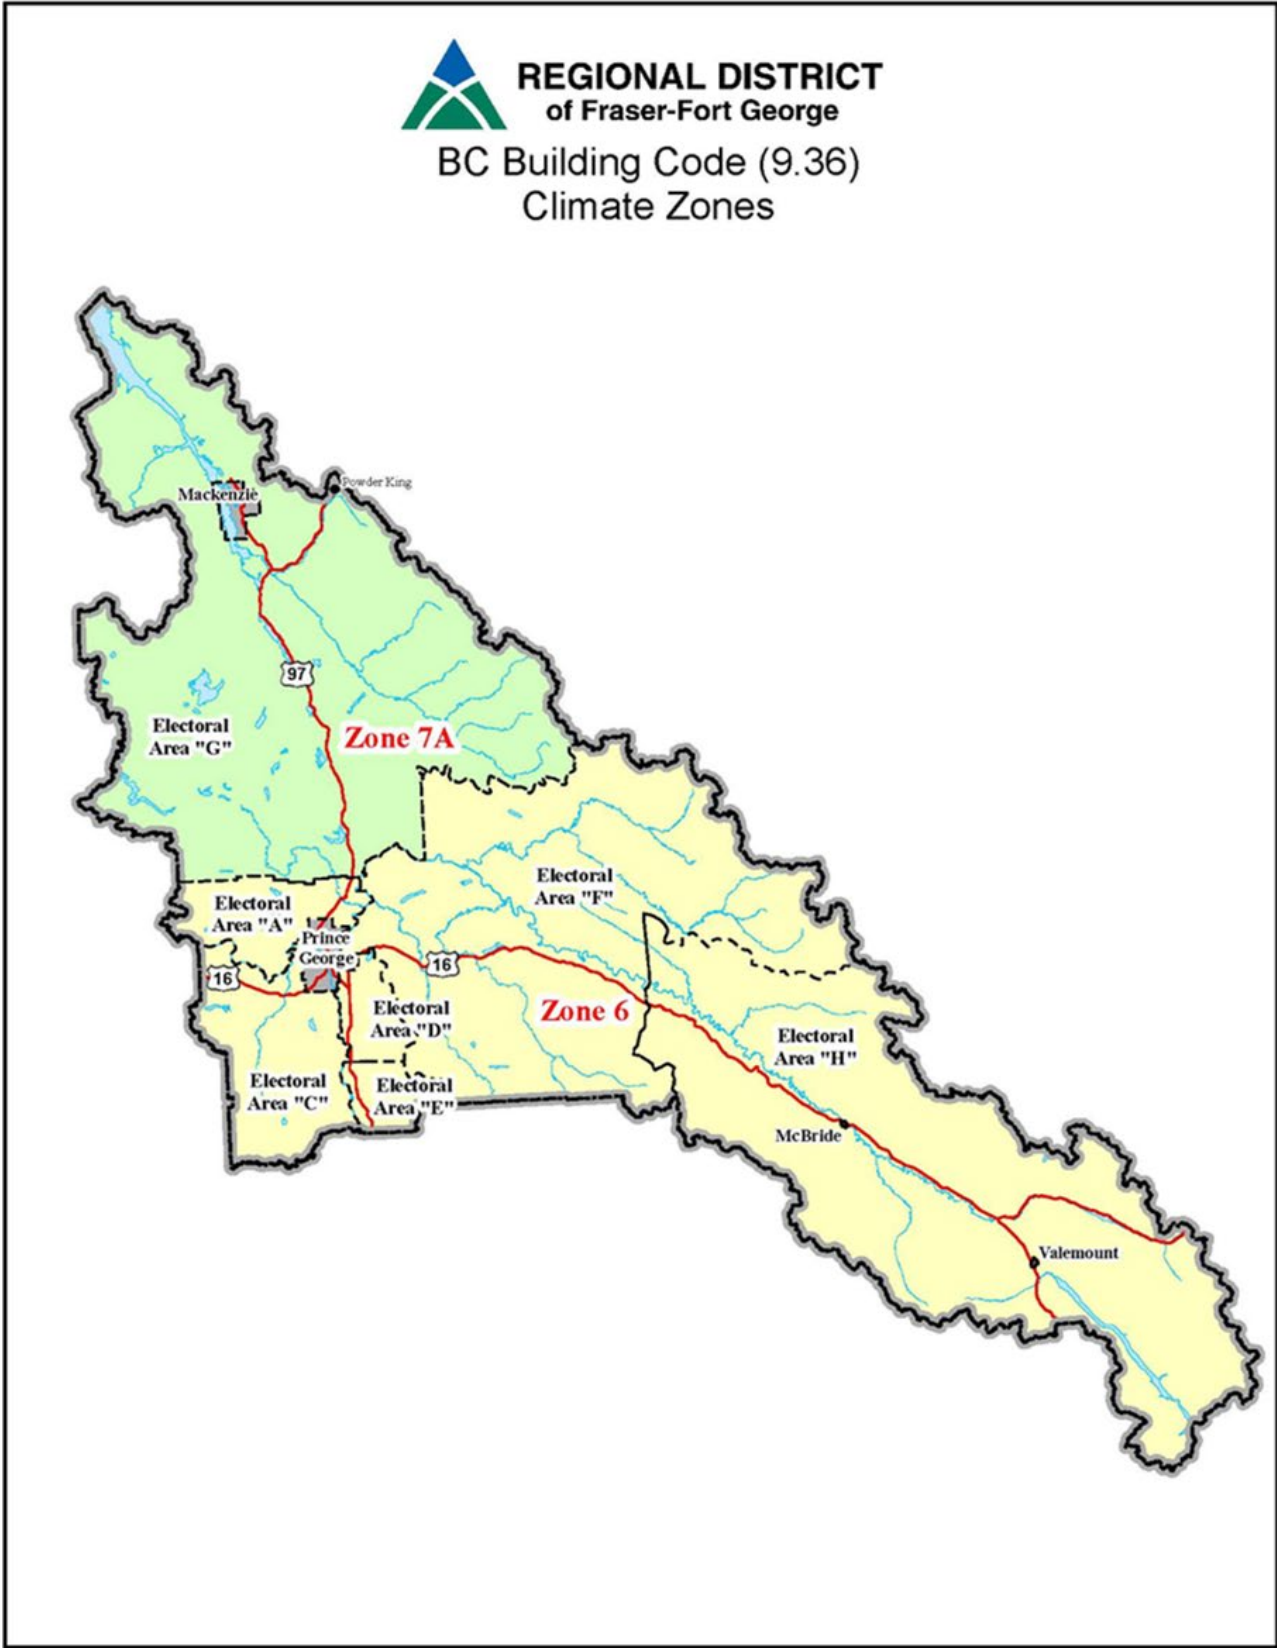 REGIONAL DISTRICT
of Fraser-Fort George
BC Building Code (9.36)
Climate Zones
Powder King
Mackenzie
97
Electoral
Area "G"
Zone 7A
Electoral
Area "F"
Electoral
Area "A"
Prince
George
16
16
Electoral
Area "D"
Zone 6
Electoral
Area "H"
Electoral
Area "C"
Electoral
Area "E"
McBride
Valemount